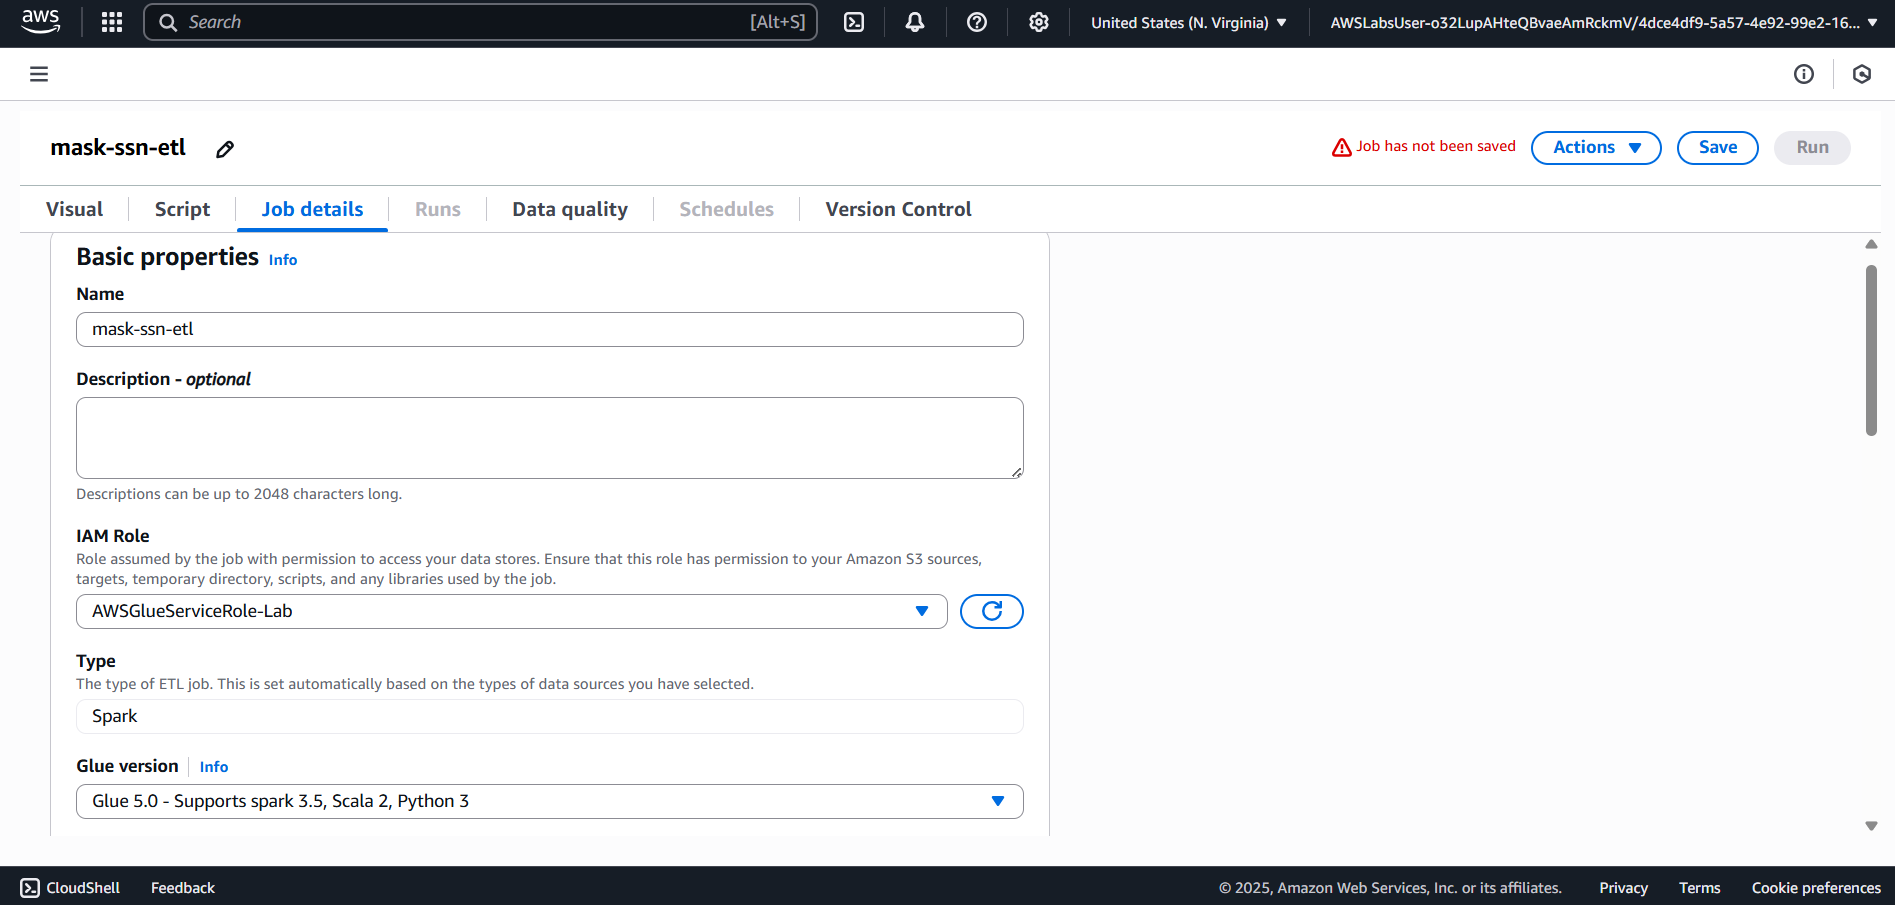 aws
Search [Alt+S] United States (N. Virginia) AWSLabsUser-o32LupAHteQBvaeAmRckmV/4dce4df9-5a57-4e92-99e2-16...
mask-ssn-etl
Job has not been saved Actions Save Run
Visual Script Job details Runs Data quality Schedules Version Control
Basic properties Info
Name
mask-ssn-etl
Description - optional
Descriptions can be up to 2048 characters long.
IAM Role
Role assumed by the job with permission to access your data stores. Ensure that this role has permission to your Amazon S3 sources,
targets, temporary directory, scripts, and any libraries used by the job.
AWSGlueServiceRole-Lab
Type
The type of ETL job. This is set automatically based on the types of data sources you have selected.
Spark
Glue version Info
Glue 5.0 - Supports spark 3.5, Scala 2, Python 3
CloudShell Feedback © 2025, Amazon Web Services, Inc. or its affiliates. Privacy Terms Cookie preferences